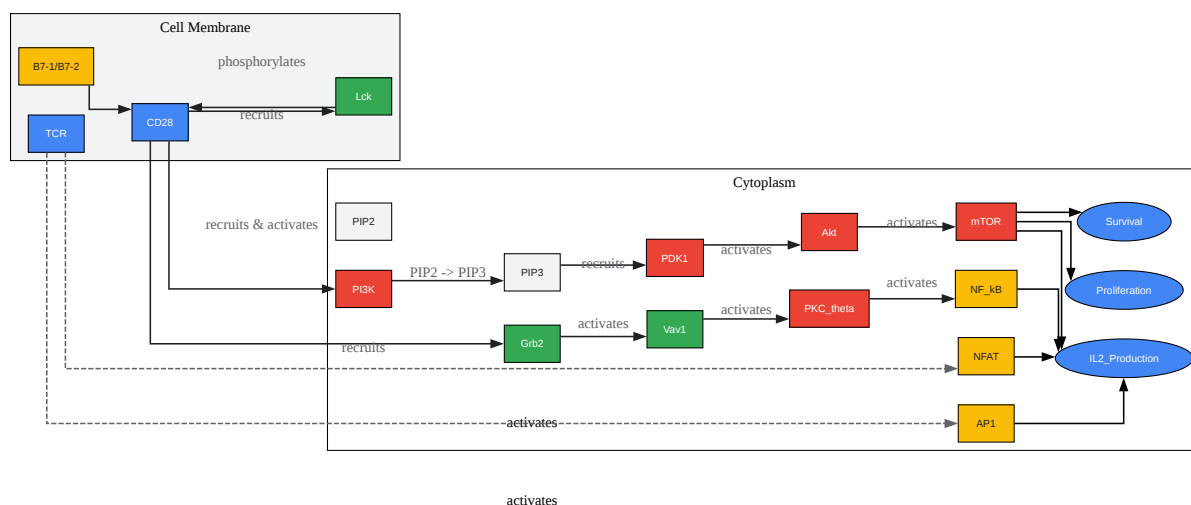 Cell Membrane
B7-1/B7-2
phosphorylates
Lck
recruits
CD28
TCR
Cytoplasm
recruits & activates
PIP2
PI3K
PIP2 -> PIP3
PIP3
recruits
PDK1
activates
Akt
activates
mTOR
Survival
Proliferation
recruits
Grb2
activates
Vav1
activates
PKC_theta
activates
NF_kB
NFAT
IL2_Production
activates
AP1
activates